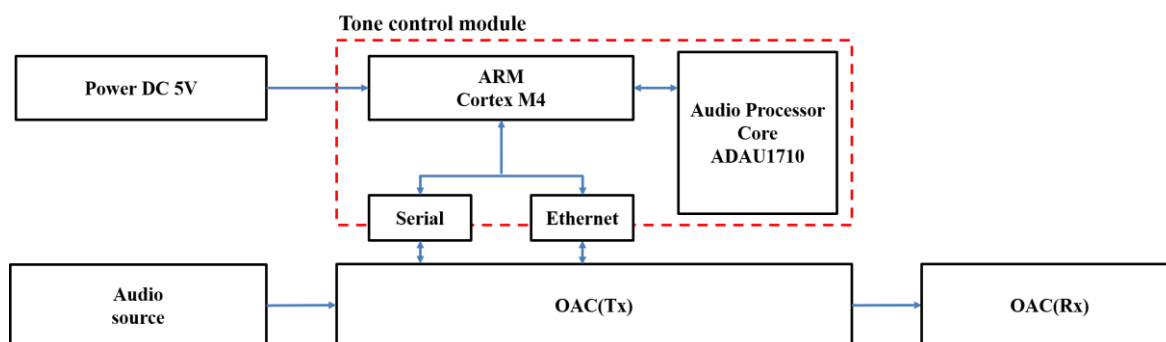 Tone control module
Power DC 5V
ARM
Cortex M4
Audio Processor
Core
ADAU1710
Serial
Ethernet
Audio
source
OAC(Tx)
OAC(Rx)